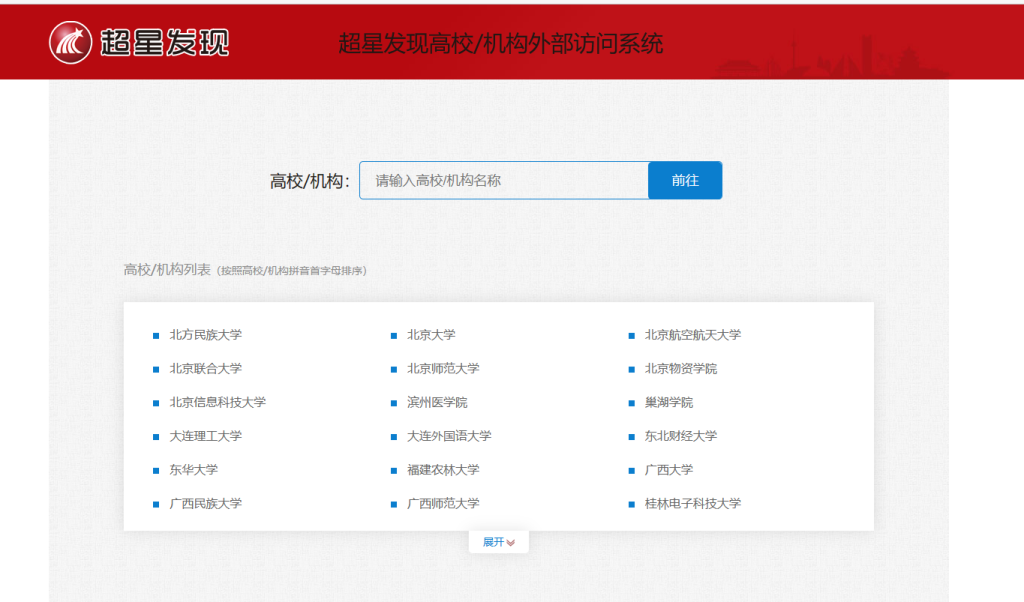 超星发现
超星发现高校/机构外部访问系统
高校/机构: 请输入高校/机构名称 前往
高校/机构列表 (按照高校/机构拼音首字母排序)
北方民族大学 北京大学 北京航空航天大学
北京联合大学 北京师范大学 北京物资学院
北京信息科技大学 滨州医学院 巢湖学院
大连理工大学 大连外国语大学 东北财经大学
东华大学 福建农林大学 广西大学
广西民族大学 广西师范大学 桂林电子科技大学
展开